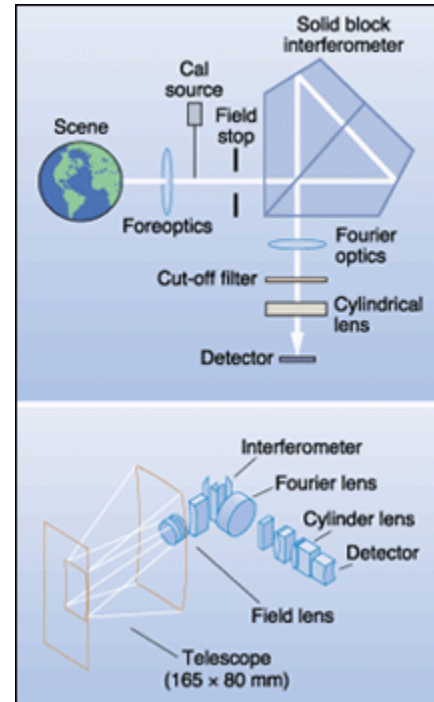 Solid block
interferometer
Cal
source
Scene
Field
stop
Foreoptics
Fourier
optics
Cut-off filter
Cylindrical
lens
Detector
Interferometer
Fourier lens
Cylinder lens
Detector
Field lens
Telescope
(165 × 80 mm)